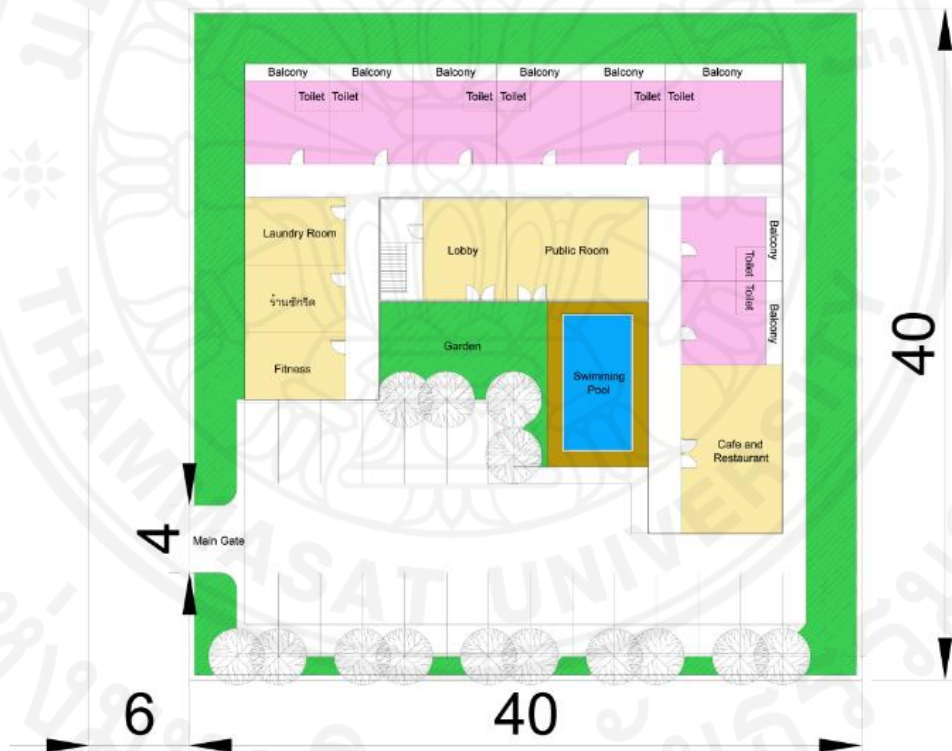 Balcony Balcony Balcony Balcony Balcony Balcony
Toilet Toilet Toilet Toilet Toilet Toilet
Laundry Room
Lobby
Public Room
Balcony
Toilet
ร้านซักรีด
Garden
Toilet
Balcony
Fitness
Swimming
Pool
Cafe and
Restaurant
40
4
Main Gate
6
40
THAMMASAT UNIVERSITY